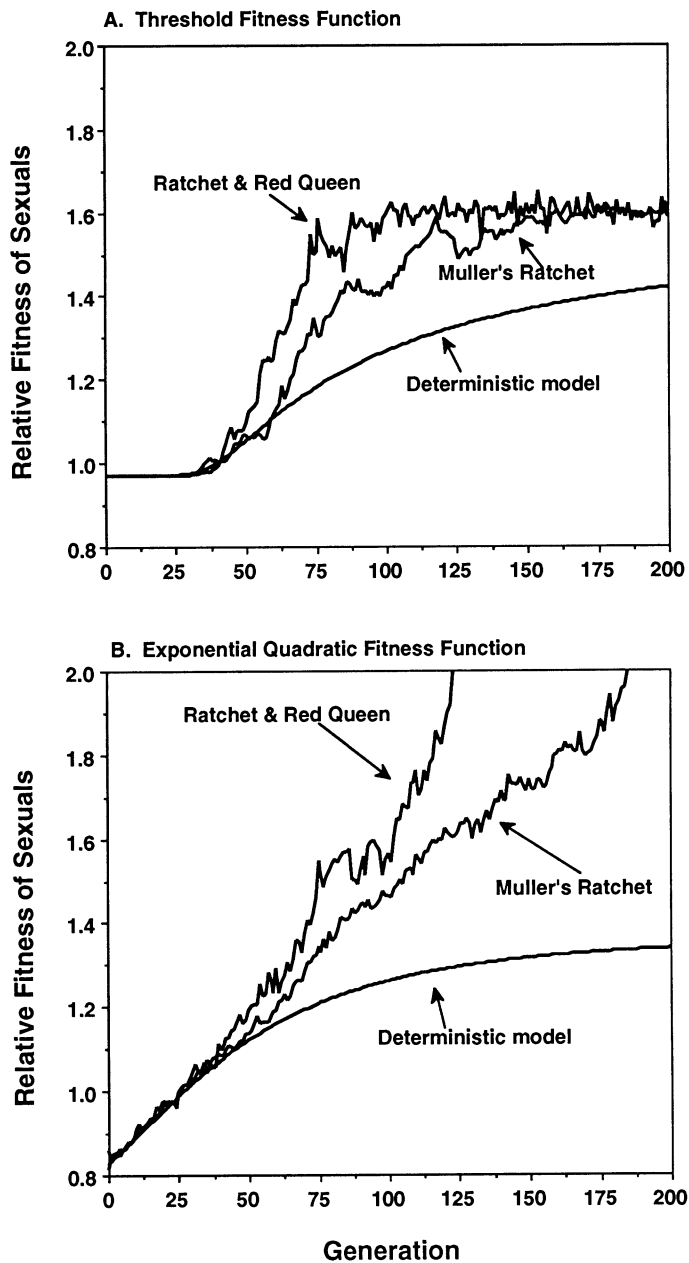 A. Threshold Fitness Function
2.0
1.8
1.6
1.4
1.2
1.0
0.8
Relative Fitness of Sexuals
Ratchet & Red Queen
Muller's Ratchet
Deterministic model
0 25 50 75 100 125 150 175 200
B. Exponential Quadratic Fitness Function
2.0
1.8
1.6
1.4
1.2
1.0
0.8
Relative Fitness of Sexuals
Ratchet & Red Queen
Muller's Ratchet
Deterministic model
0 25 50 75 100 125 150 175 200
Generation